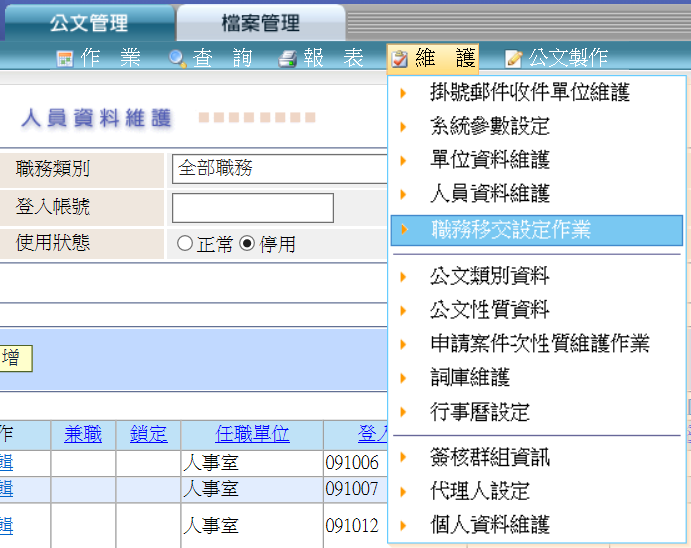 公文管理 檔案管理
作 業 查 詢 報 表 維 護 公文製作
人員資料維護
職務類別 全部職務
登入帳號
使用狀態 正常 停用
增
作 兼職 鎖定 任職單位 登入
輯 人事室 091006
輯 人事室 091007
輯 人事室 091012
掛號郵件收件單位維護
系統參數設定
單位資料維護
人員資料維護
職務移交設定作業
公文類別資料
公文性質資料
申請案件次性質維護作業
詞庫維護
行事曆設定
簽核群組資訊
代理人設定
個人資料維護